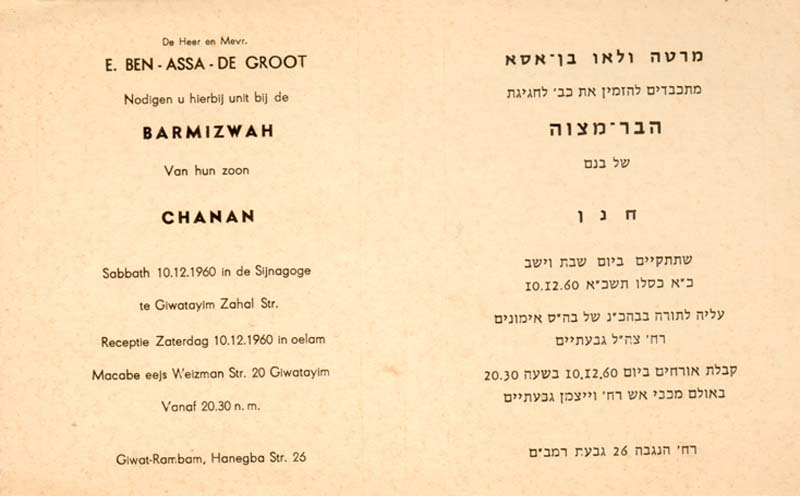 De Heer en Mevr.
E. BEN - ASSA - DE GROOT
Nodigen u hierbij unit bij de
BARMIZWAH
Van hun zoon
CHANAN
Sabbath 10.12.1960 in de Sijnagoge
te Giwatayim Zahal Str.
Receptie Zaterdag 10.12.1960 in oelam
Macabe eejs Weizman Str. 20 Giwatayim
Vanaf 20.30 n. m.
Giwat-Rambam, Hanegba Str. 26
מרטה ולאו בן־אסא
מתכבדים להזמין את כב' לחגיגת
הבר־מצוה
של בנם
ח נ ן
שתתקיים ביום שבת וישב
כ"א כסלו תשכ"א 10.12.60
עליה לתורה בבהכ"נ של בה"ס אימונים
רח' צה"ל גבעתיים
קבלת אורחים ביום 10.12.60 בשעה 20.30
באולם מכבי אש רח' וייצמן גבעתיים
רח' הנגבה 26 גבעת רמב"ם